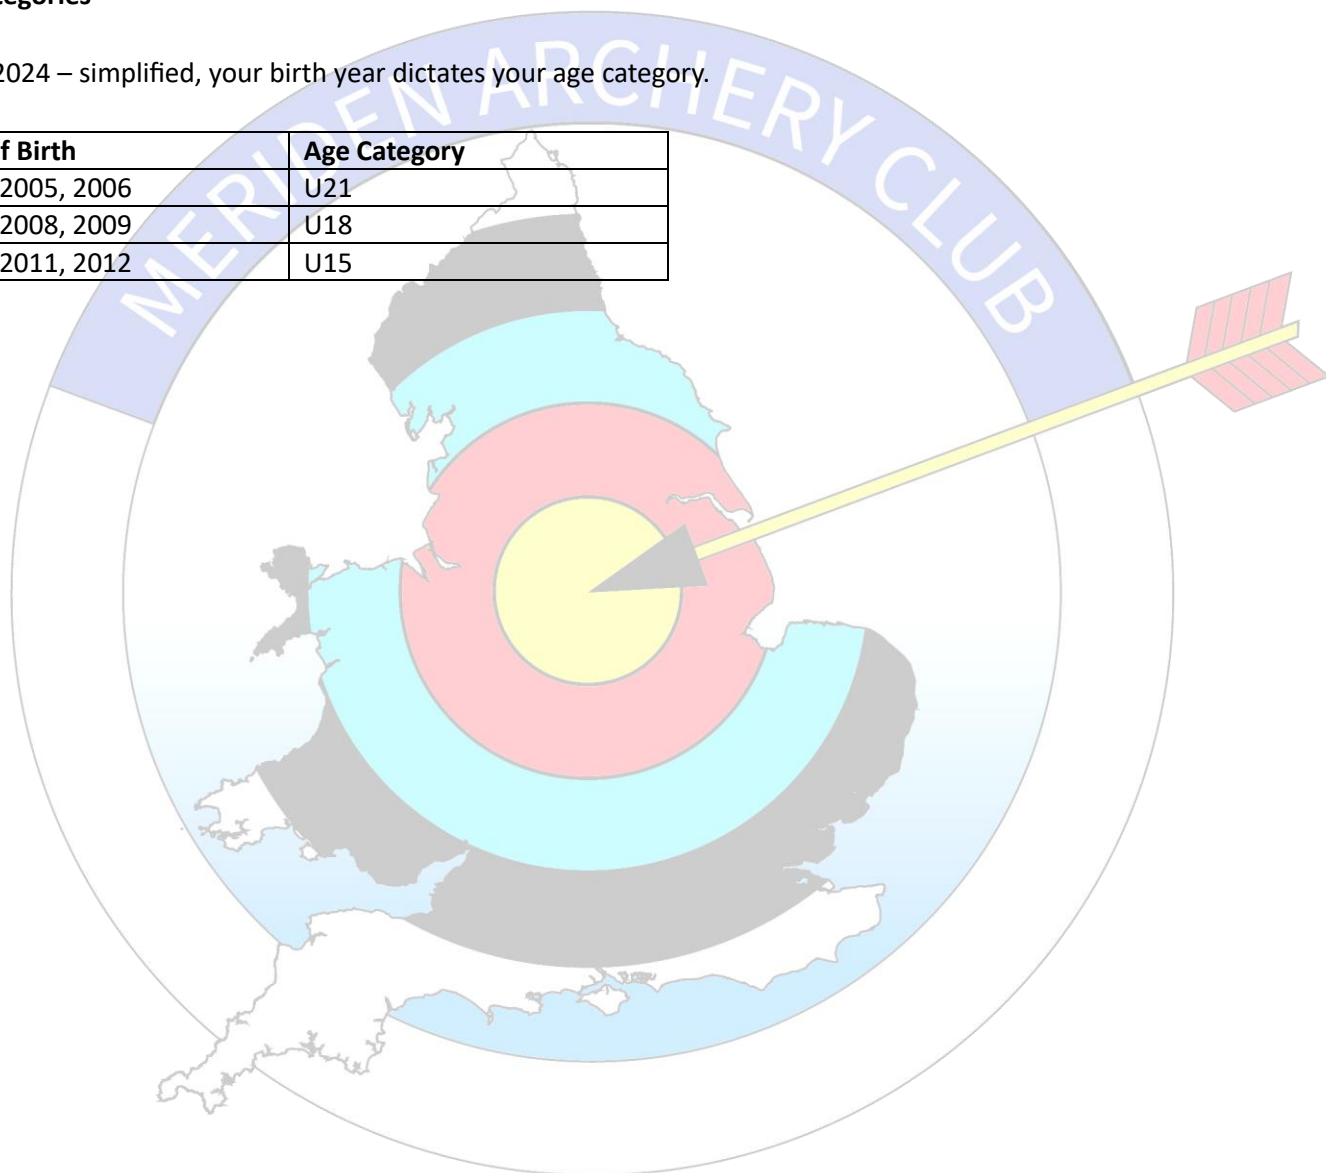 tegories
2024 – simplified, your birth year dictates your age category.
f Birth Age Category
2005, 2006 U21
2008, 2009 U18
2011, 2012 U15
MERIDEN ARCHERY CLUB